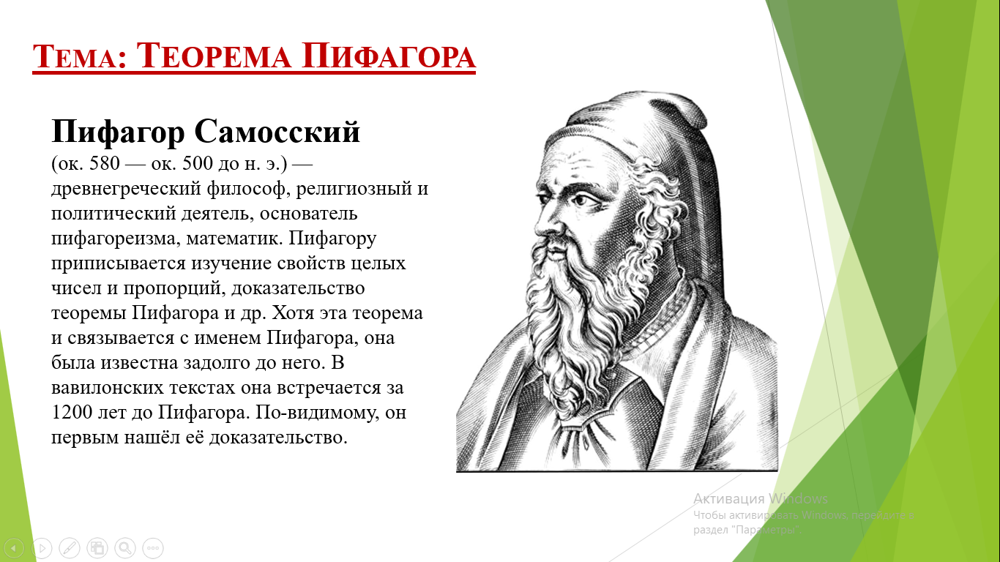 Тема: Теорема Пифагора
Пифагор Самосский
(ок. 580 — ок. 500 до н. э.) —
древнегреческий философ, религиозный и
политический деятель, основатель
пифагореизма, математик. Пифагору
приписывается изучение свойств целых
чисел и пропорций, доказательство
теоремы Пифагора и др. Хотя эта теорема
и связывается с именем Пифагора, она
была известна задолго до него. В
вавилонских текстах она встречается за
1200 лет до Пифагора. По-видимому, он
первым нашёл её доказательство.
Активация Windows
Чтобы активировать Windows, перейдите в
раздел "Параметры".